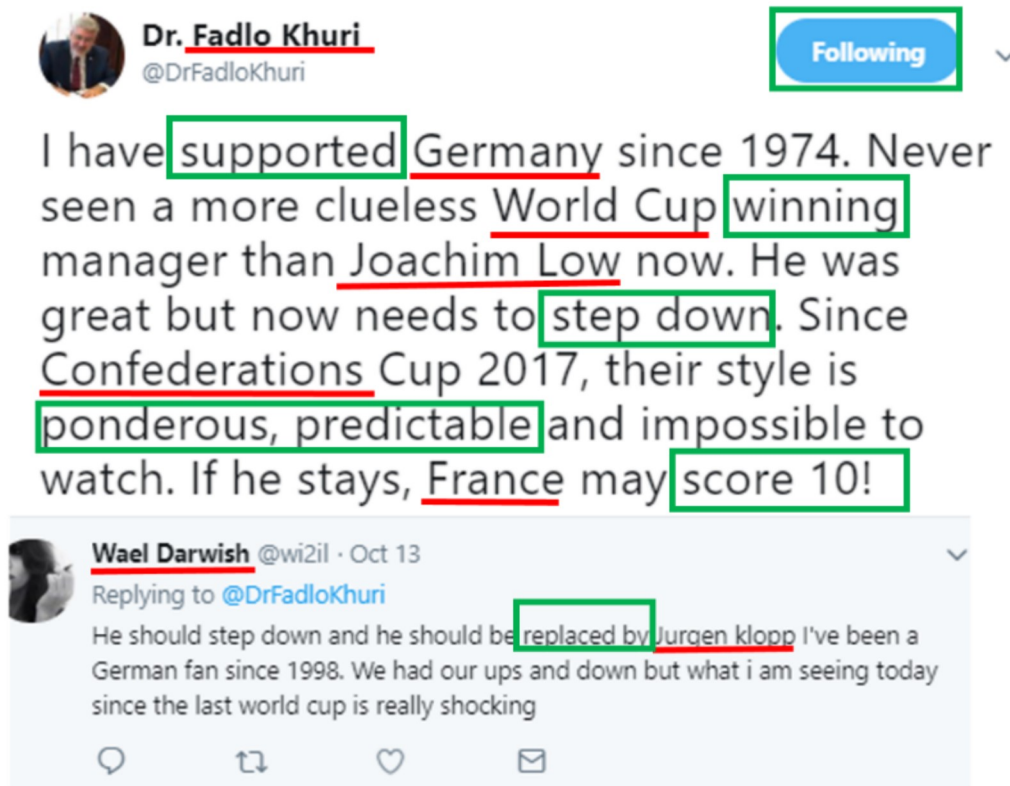 Dr. Fadlo Khuri
@DrFadloKhuri
Following
I have supported Germany since 1974. Never
seen a more clueless World Cup winning
manager than Joachim Low now. He was
great but now needs to step down. Since
Confederations Cup 2017, their style is
ponderous, predictable and impossible to
watch. If he stays, France may score 10!
Wael Darwish @wi2il · Oct 13
Replying to @DrFadloKhuri
He should step down and he should be replaced by Jurgen klopp I've been a
German fan since 1998. We had our ups and down but what i am seeing today
since the last world cup is really shocking